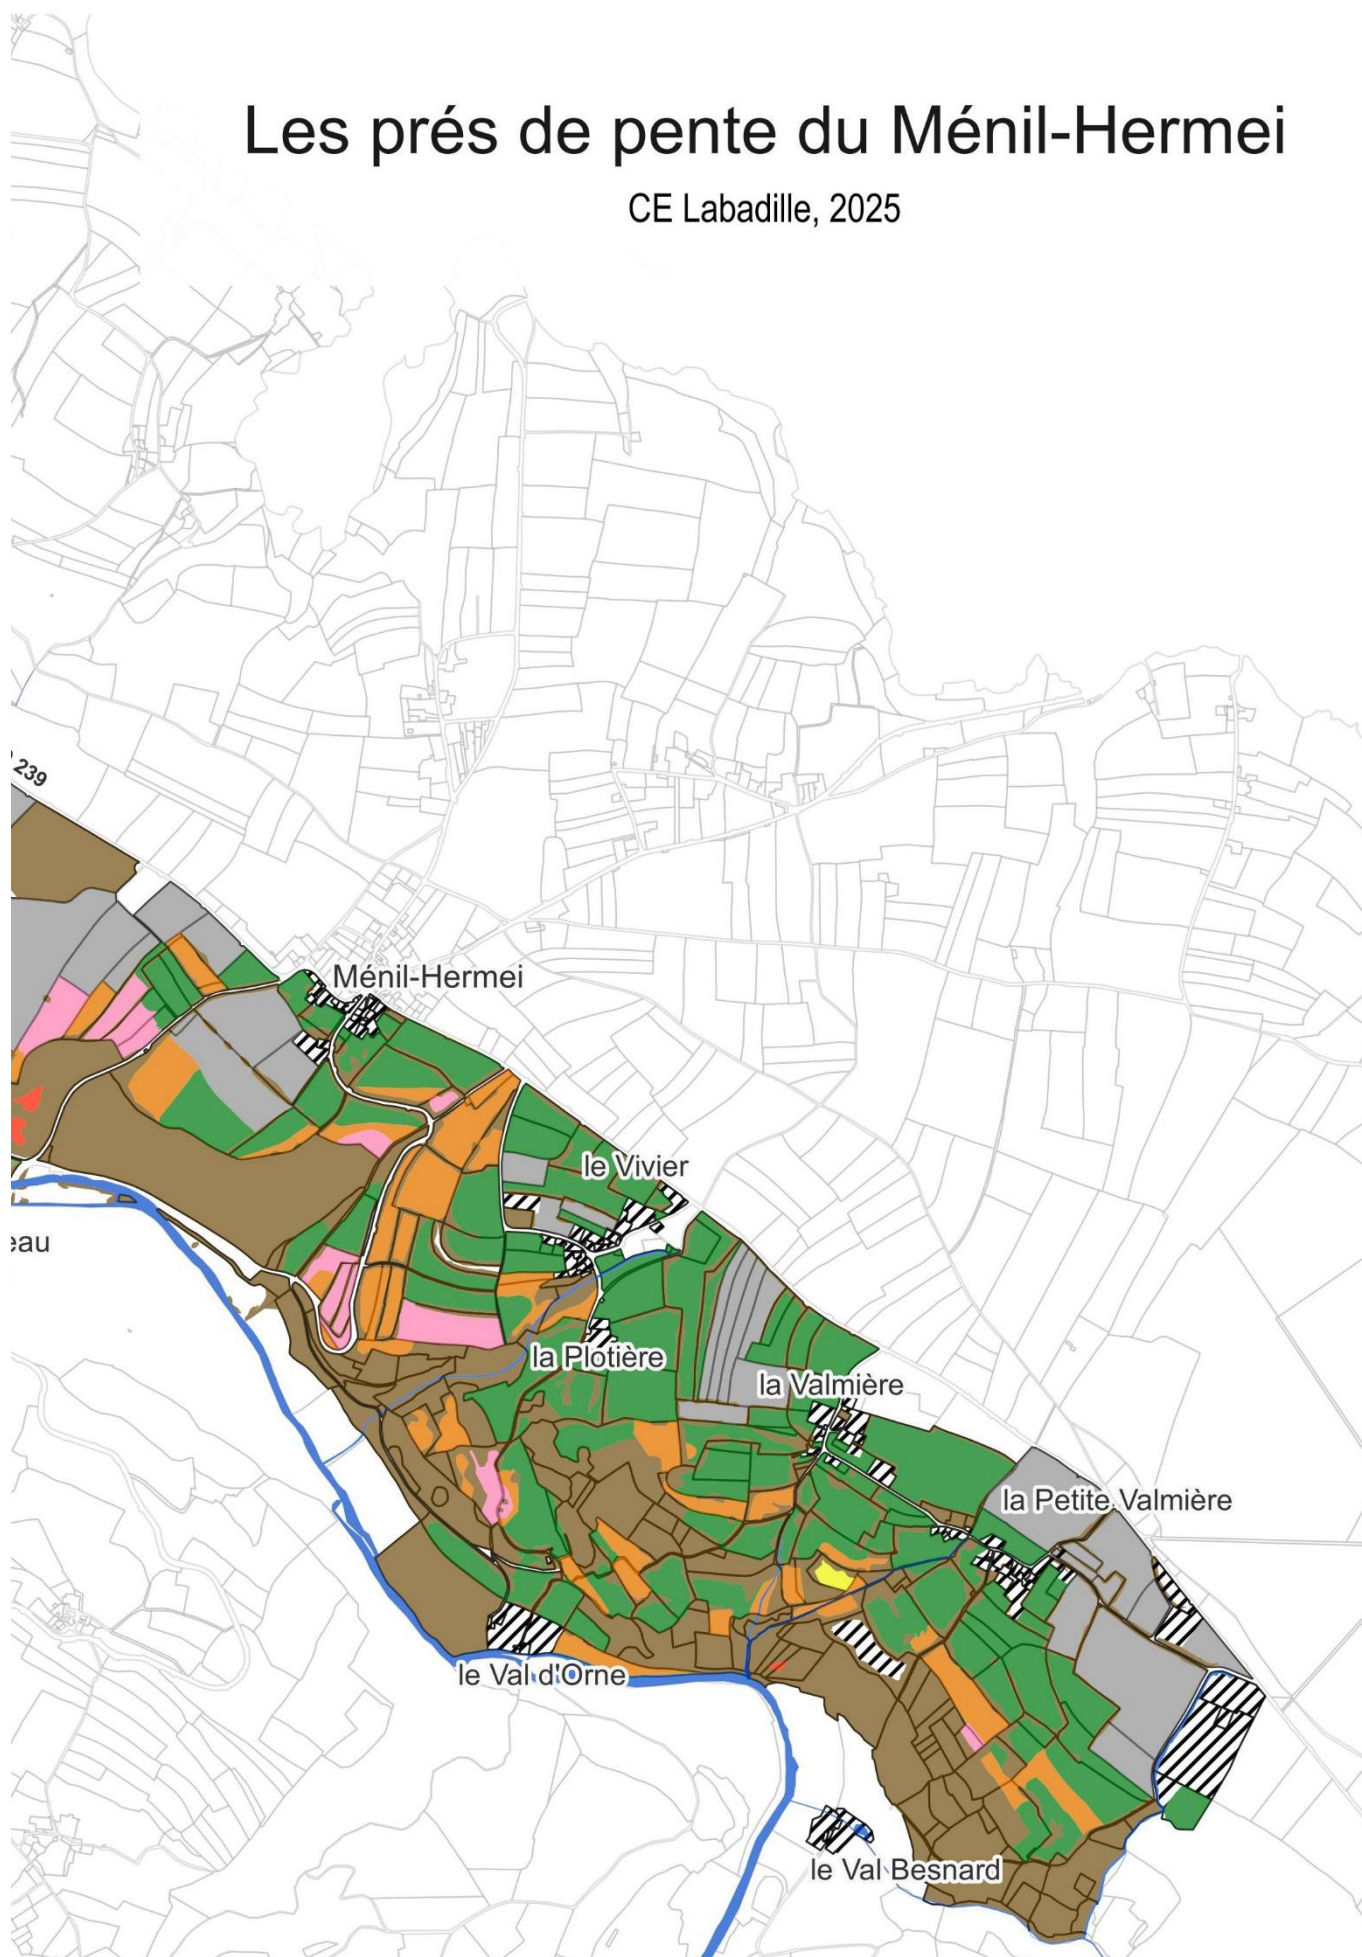 Les prés de pente du Ménil-Hermei
CE Labadille, 2025
239
Ménil-Hermei
le Vivier
eau
la Plotière
la Valmière
la Petite Valmière
le Val d'Orne
le Val Besnard